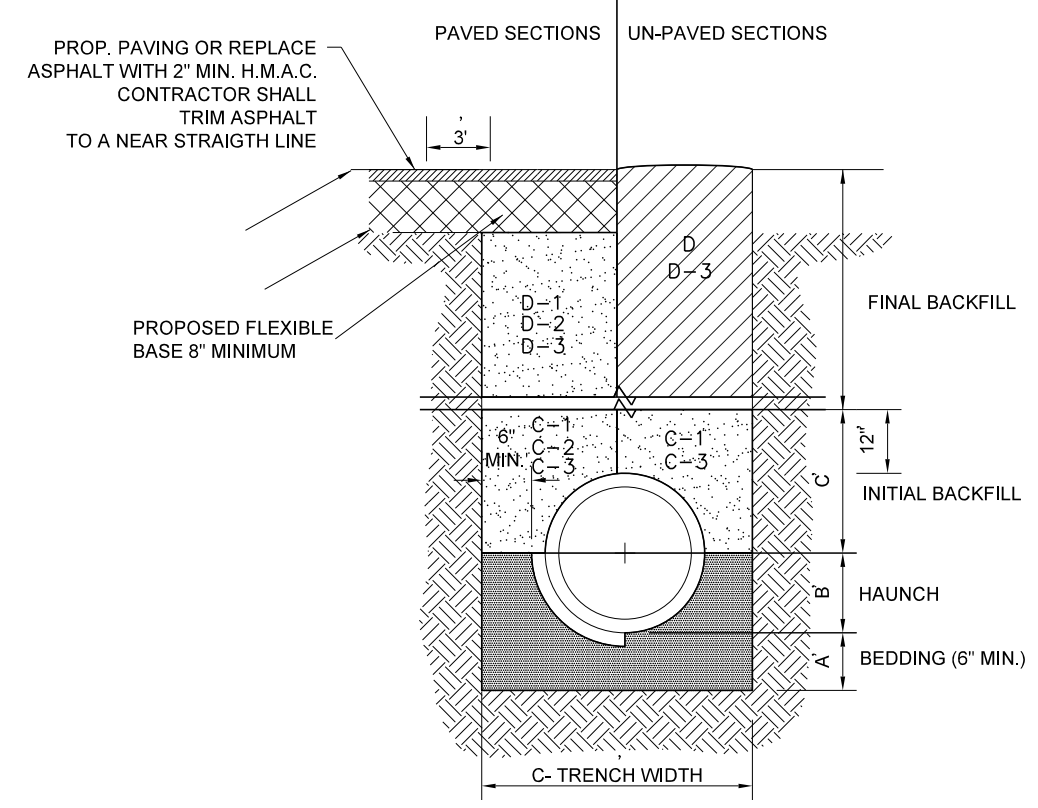 PAVED SECTIONS
UN-PAVED SECTIONS
PROP. PAVING OR REPLACE
ASPHALT WITH 2" MIN. H.M.A.C.
CONTRACTOR SHALL
TRIM ASPHALT
TO A NEAR STRAIGTH LINE
'
3'
D
D-3
D-1
D-2
D-3
FINAL BACKFILL
PROPOSED FLEXIBLE
BASE 8" MINIMUM
6"
MIN.
C-1
C-2
C-3
C-1
C-3
12"
C'
INITIAL BACKFILL
B'
HAUNCH
A'
BEDDING (6" MIN.)
'
C- TRENCH WIDTH